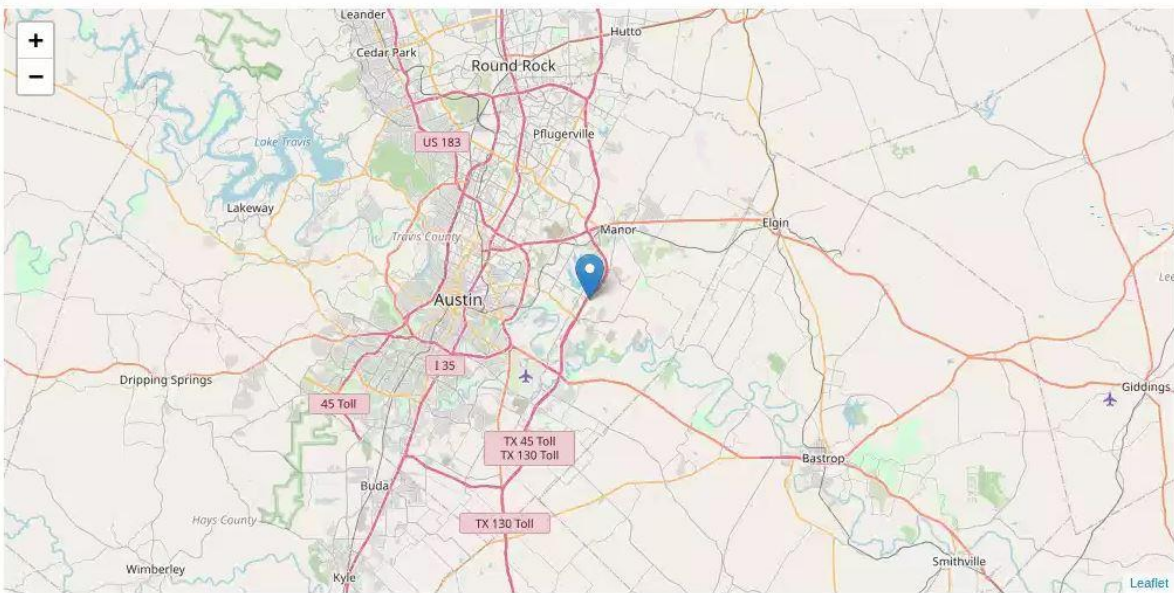 Leander
+
Hutto
Cedar Park
−
Round Rock
Pflugerville
US 183
Lake Travis
Lakeway
Elgin
Manor
Travis County
Lee
Austin
I 35
Dripping Springs
Giddings
45 Toll
TX 45 Toll
TX 130 Toll
Bastrop
Buda
Hays County
TX 130 Toll
Smithville
Wimberley
Kyle
Leaflet